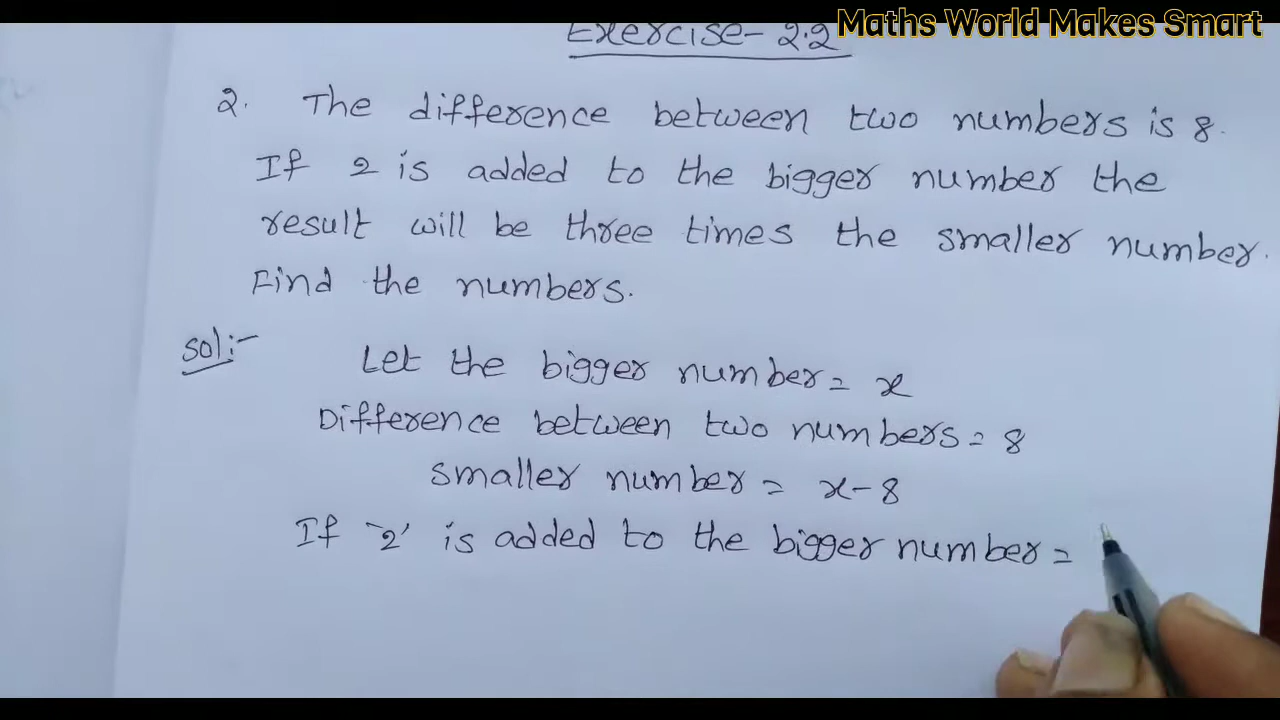 Maths World Makes Smart
Exercise- 2.2
2. The difference between two numbers is 8.
If 2 is added to the bigger number the
result will be three times the smaller number.
Find the numbers.
Sol:-
Let the bigger number = x
Difference between two numbers = 8
smaller number = x-8
If '2' is added to the bigger number =